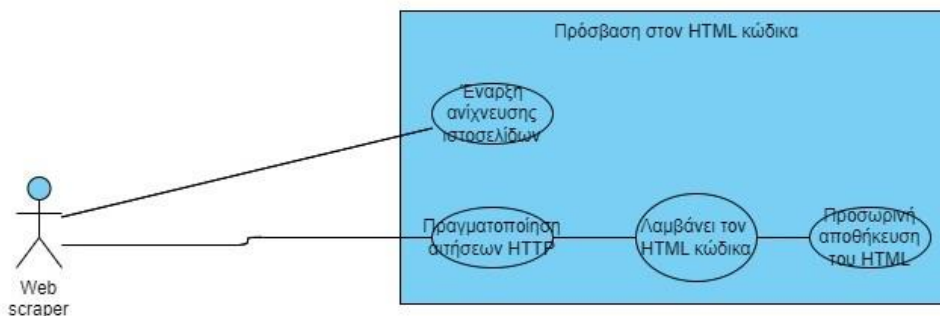 Πρόσβαση στον HTML κώδικα
Έναρξη
ανίχνευσης
ιστοσελίδων
Πραγματοποίηση
αιτήσεων HTTP
Λαμβάνει τον
HTML κώδικα
Προσωρινή
αποθήκευση
του HTML
Web
scraper